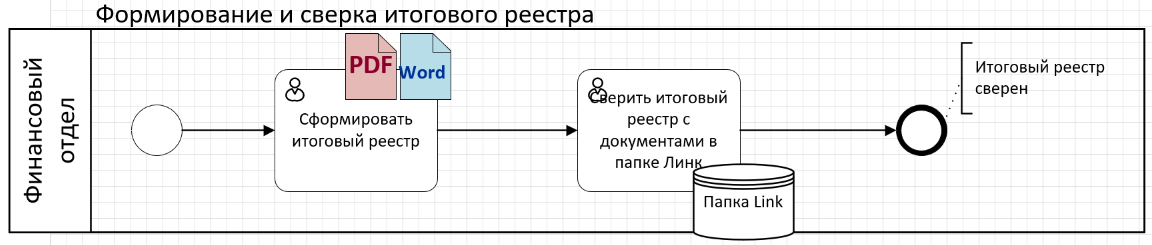 Формирование и сверка итогового реестра
Финансовый
отдел
PDF
Word
Сформировать
итоговый реестр
Сверить итоговый
реестр с
документами в
папке Линк
Папка Link
Итоговый реестр
сверен